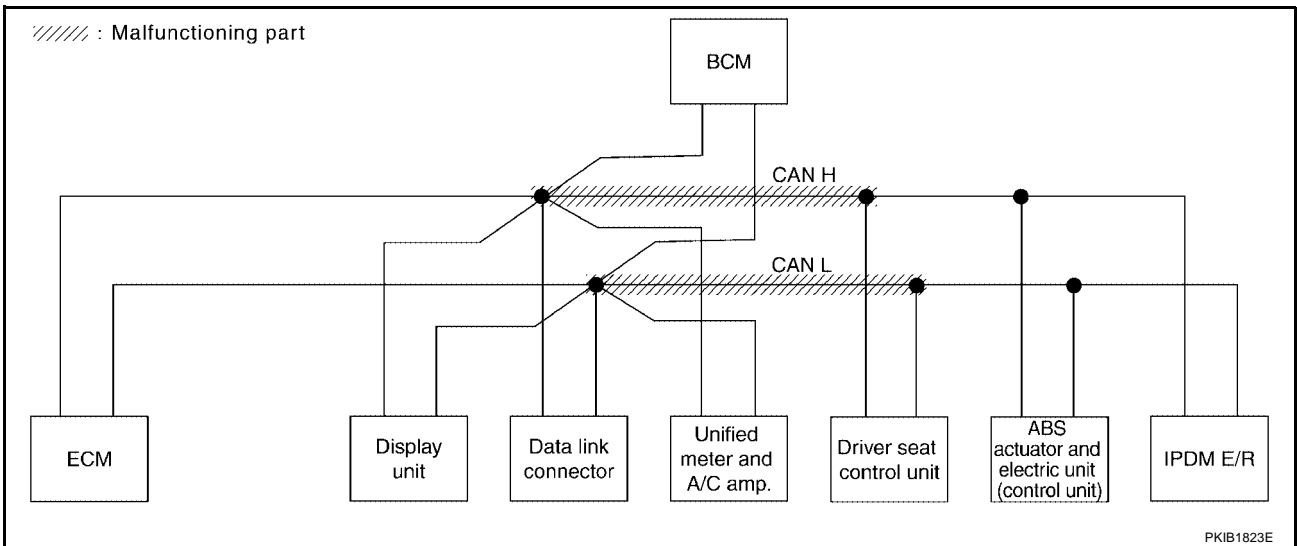 : Malfunctioning part
BCM
CAN H
CAN L
ECM
Display
unit
Data link
connector
Unified
meter and
A/C amp.
Driver seat
control unit
ABS
actuator and
electric unit
(control unit)
IPDM E/R
PKIB1823E